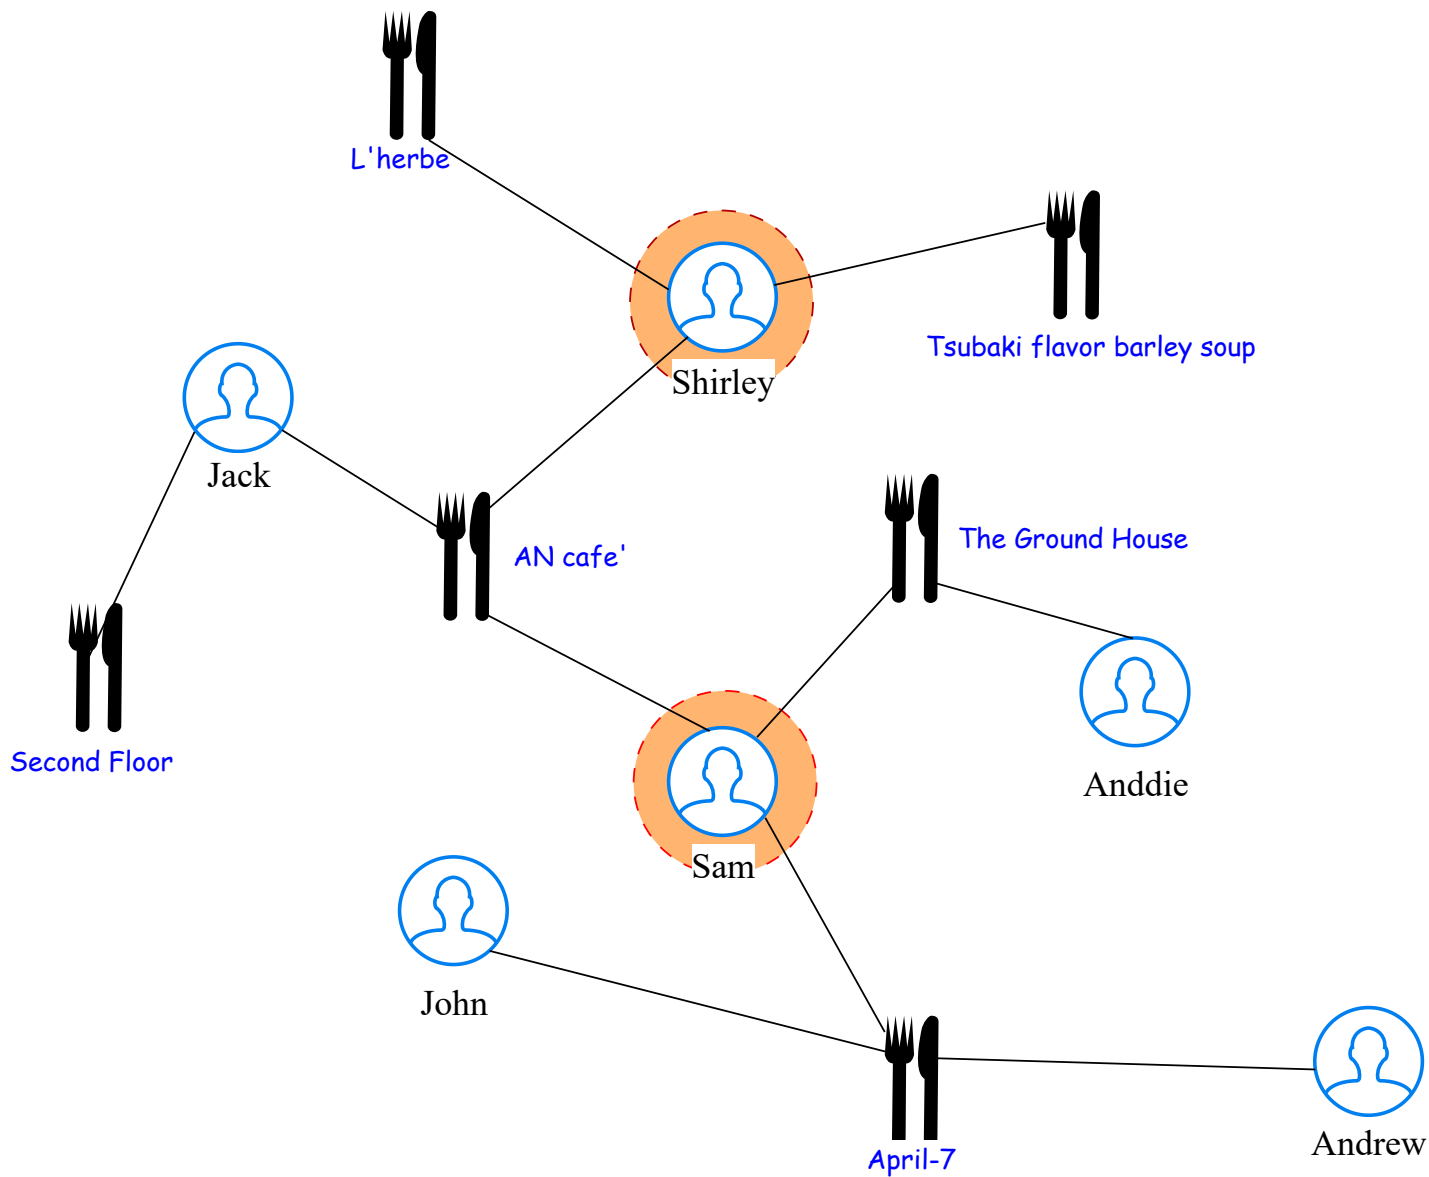 L'herbe
Tsubaki flavor barley soup
Shirley
Jack
The Ground House
AN cafe'
Second Floor
Anddie
Sam
John
Andrew
April-7